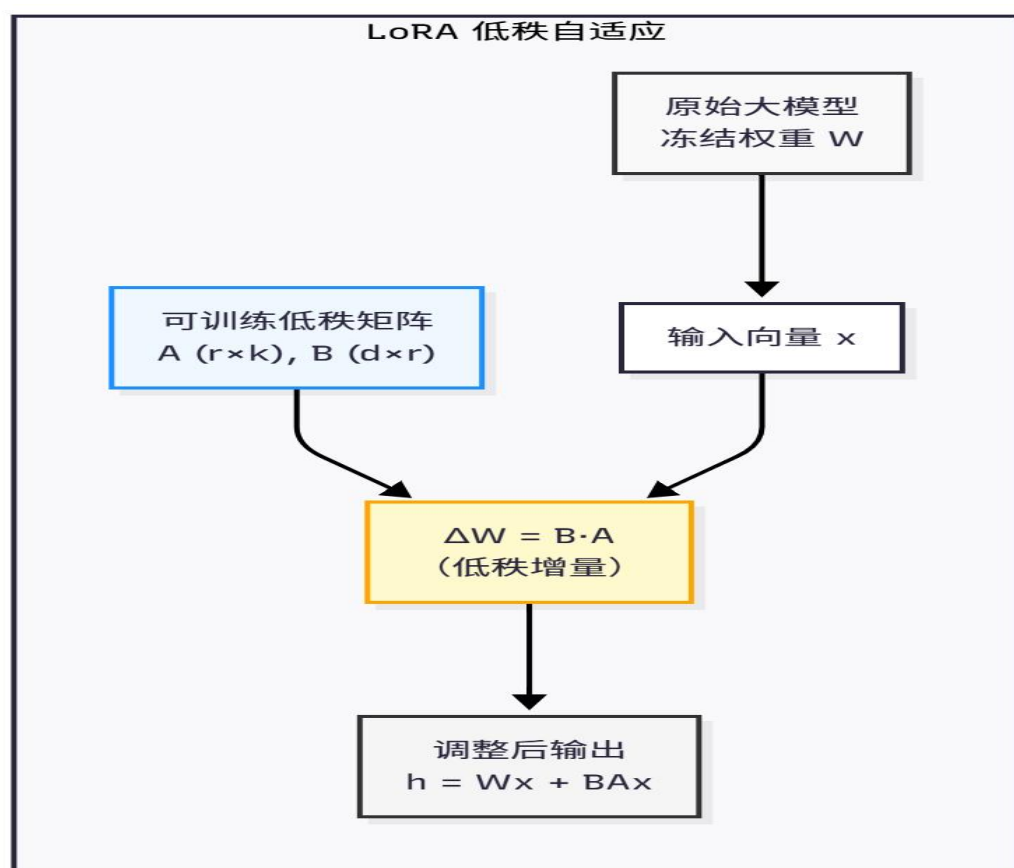 LoRA 低秩自适应
原始大模型
冻结权重 W
可训练低秩矩阵
A (r×k), B (d×r)
输入向量 x
ΔW = B·A
(低秩增量)
调整后输出
h = Wx + BAx